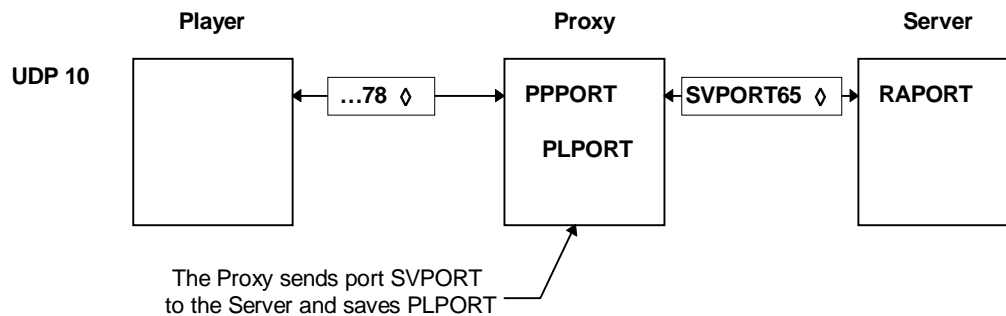 Player Proxy Server
UDP 10
…78 ◊
PPPORT
SVPORT65 ◊
RAPORT
PLPORT
The Proxy sends port SVPORT
to the Server and saves PLPORT